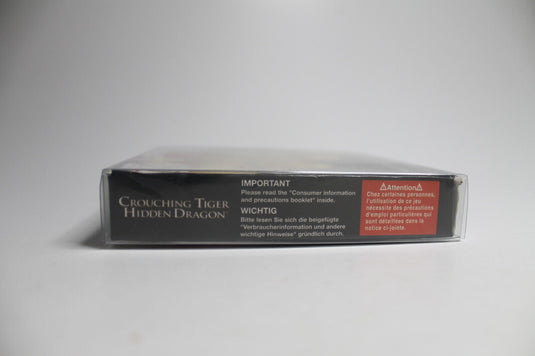 CROUCHING TIGER
HIDDEN DRAGON
IMPORTANT
Please read the "Consumer information
and precautions booklet" inside.
WICHTIG
Bitte lesen Sie sich die beigefügte
"Verbraucherinformation und andere
wichtige Hinweise" gründlich durch.
⚠Attention⚠
Chez certaines personnes,
l'utilisation de ce jeu
nécessite des précautions
d'emploi particulières qui
sont détaillées dans la
notice ci-jointe.